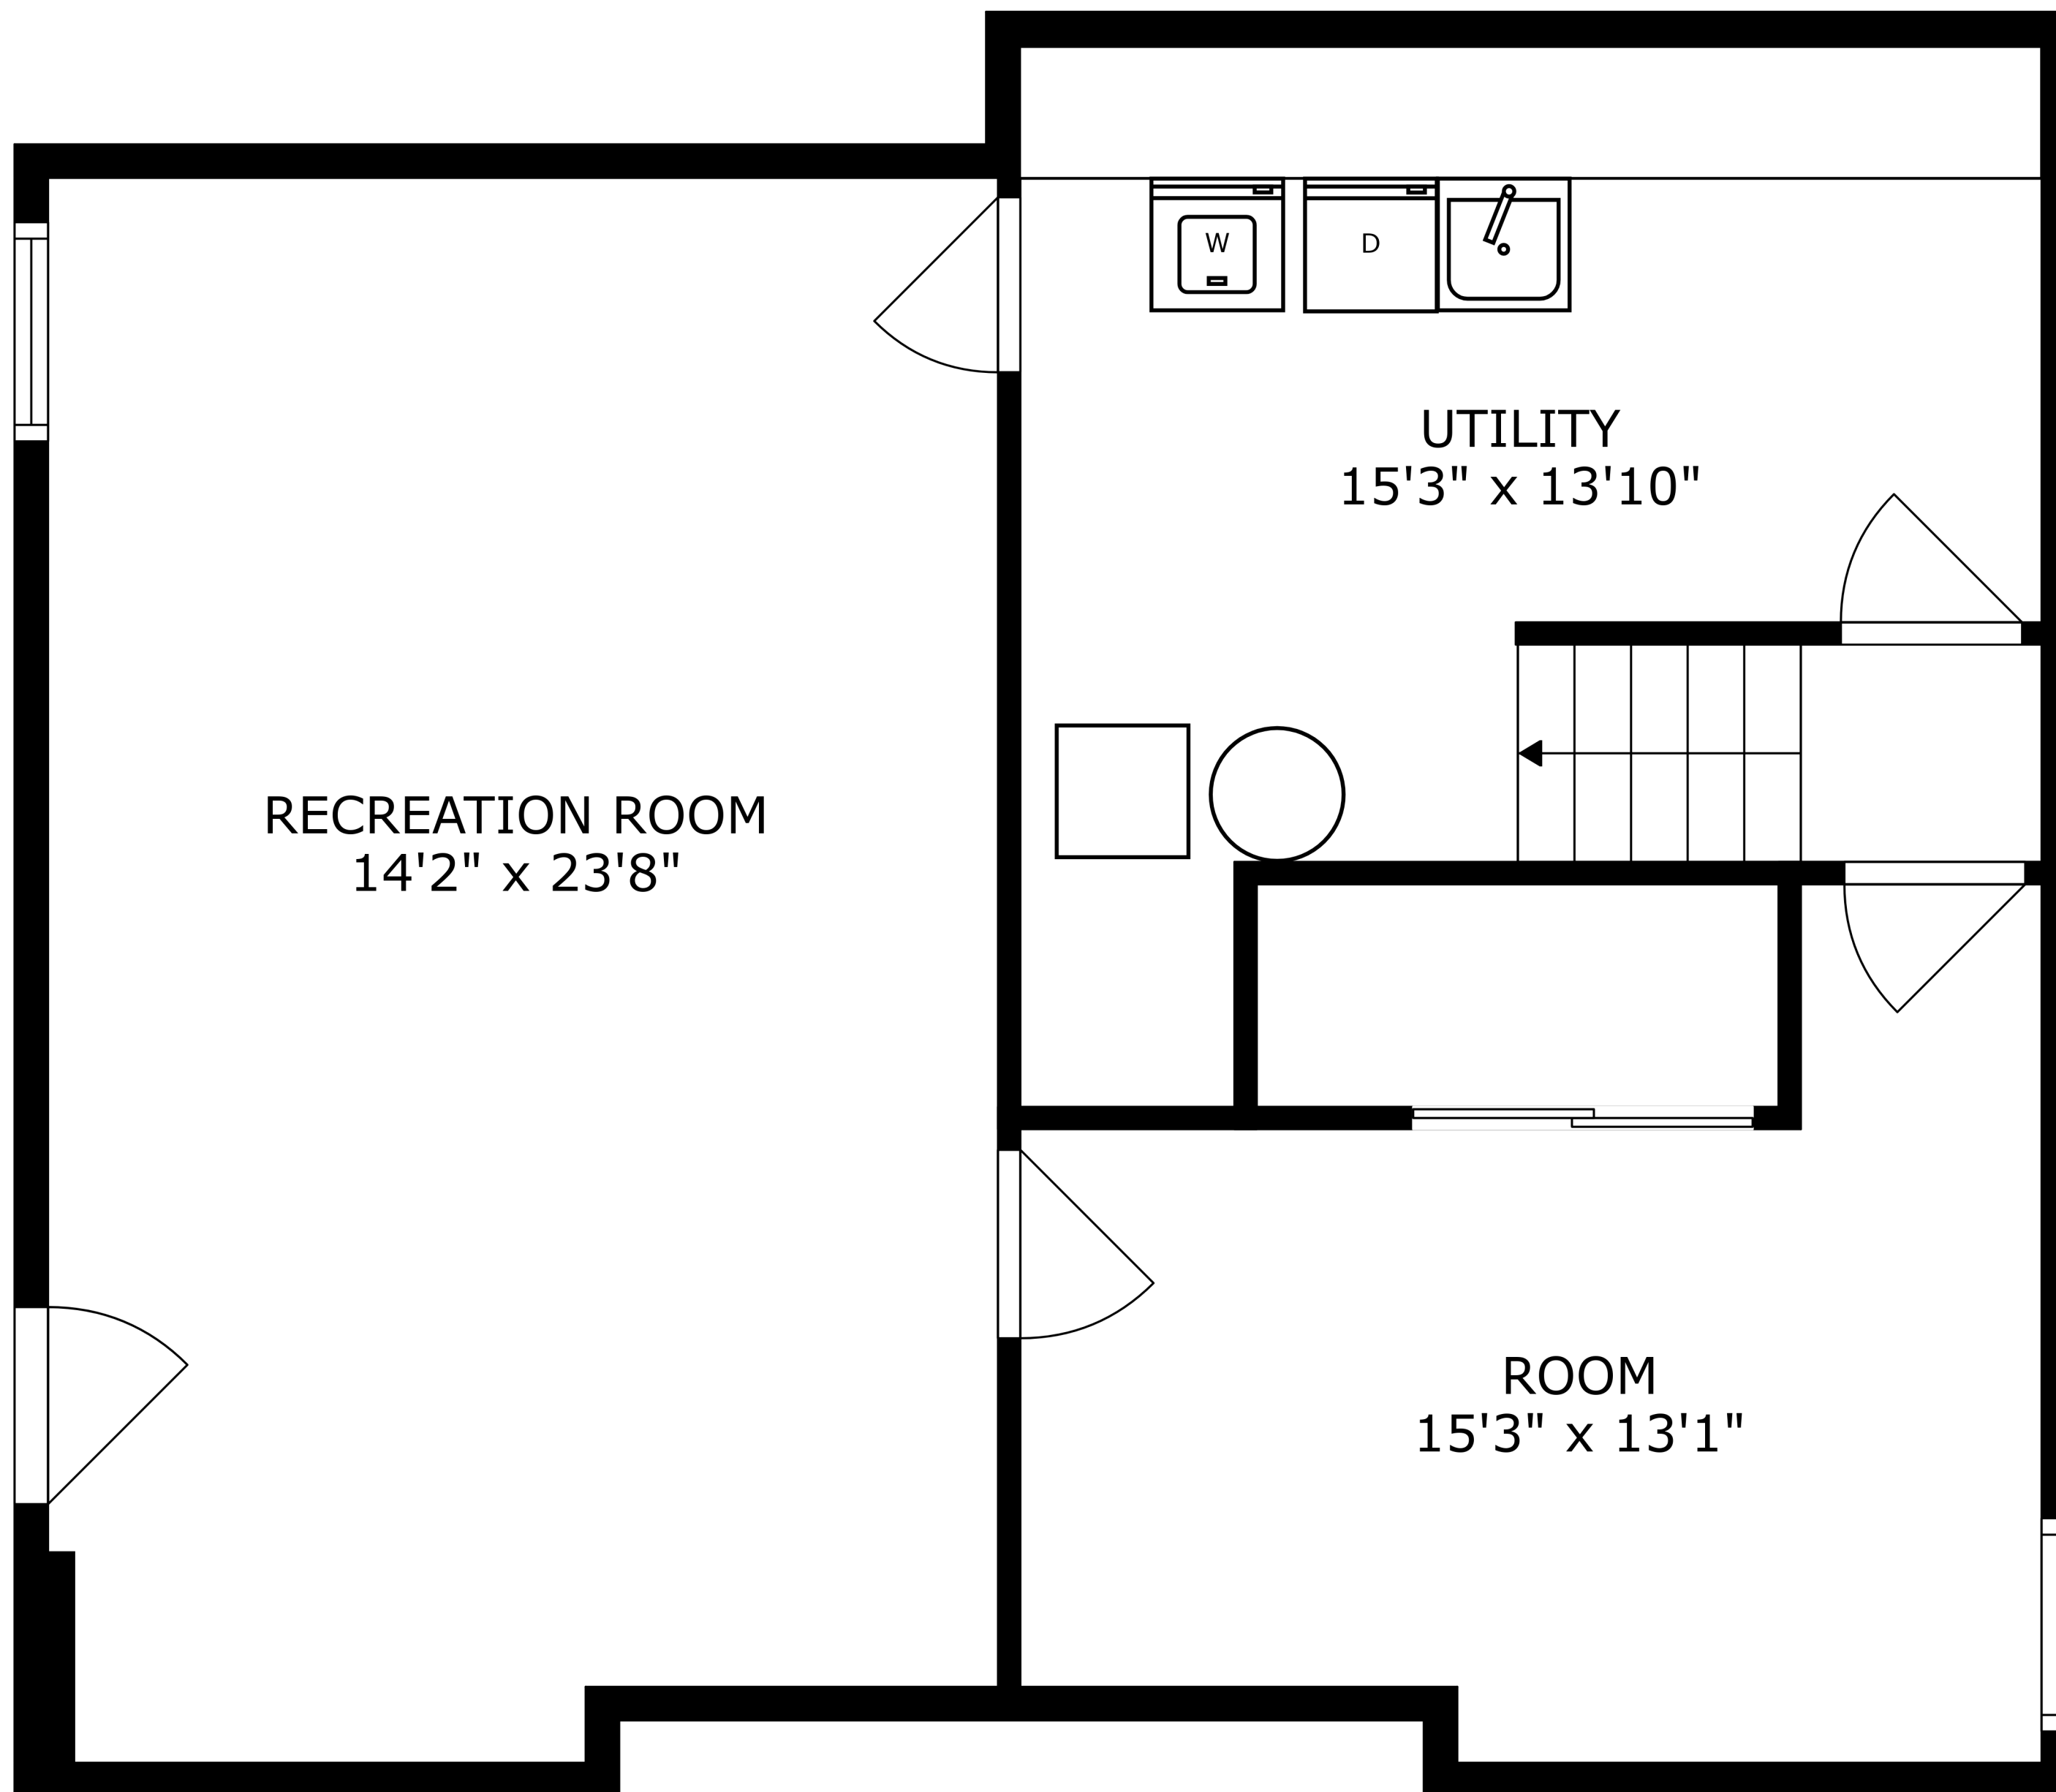 W
D
UTILITY
15'3" x 13'10"
RECREATION ROOM
14'2" x 23'8"
ROOM
15'3" x 13'1"